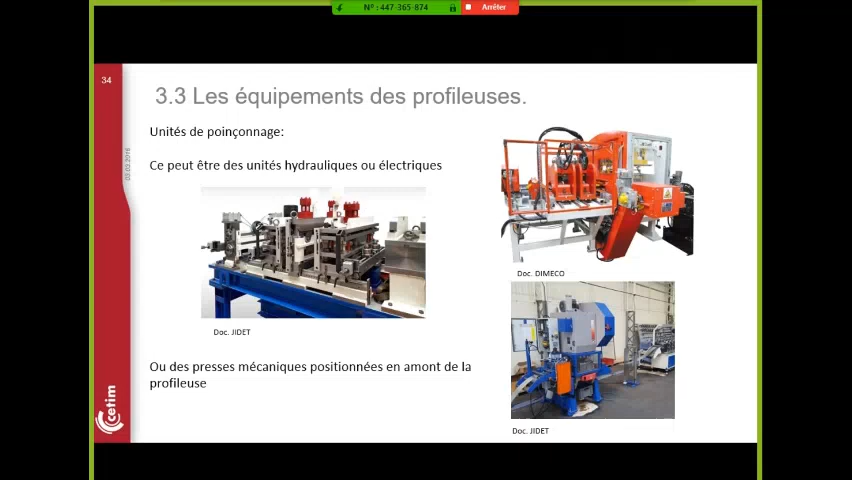 N° : 447-365-874
Arrêter
34
3.3 Les équipements des profileuses.
Unités de poinçonnage:
Ce peut être des unités hydrauliques ou électriques
Doc. DIMECO
Doc. JIDET
Ou des presses mécaniques positionnées en amont de la
profileuse
Doc. JIDET
cetim